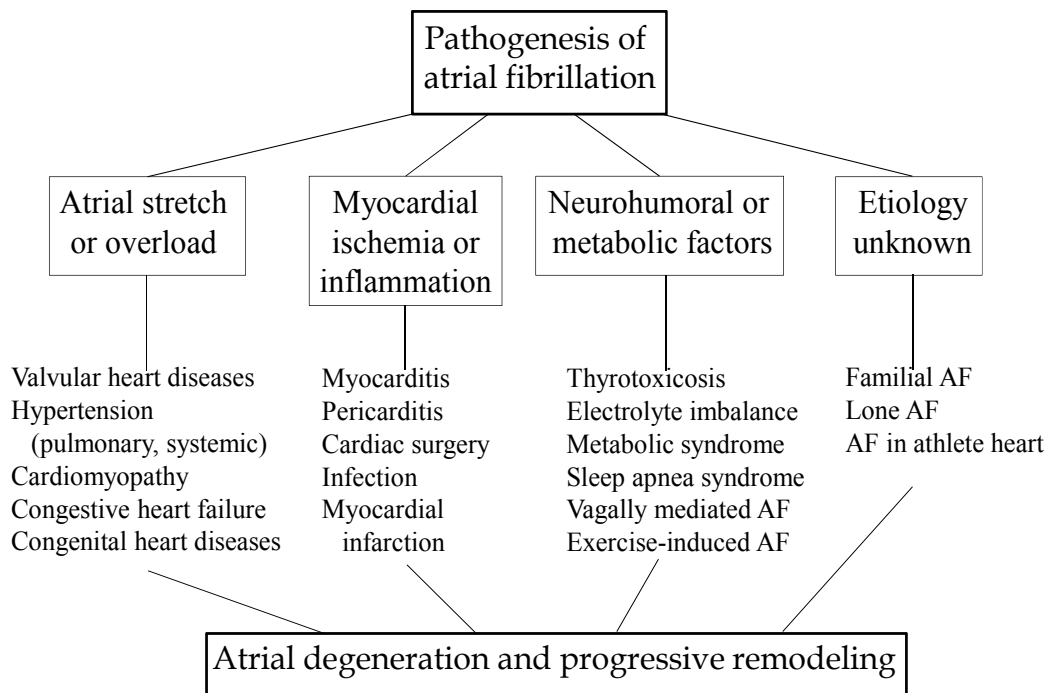 Pathogenesis of
atrial fibrillation
Atrial stretch
or overload
Myocardial
ischemia or
inflammation
Neurohumoral or
metabolic factors
Etiology
unknown
Valvular heart diseases
Hypertension
(pulmonary, systemic)
Cardiomyopathy
Congestive heart failure
Congenital heart diseases
Myocarditis
Pericarditis
Cardiac surgery
Infection
Myocardial
infarction
Thyrotoxicosis
Electrolyte imbalance
Metabolic syndrome
Sleep apnea syndrome
Vagally mediated AF
Exercise-induced AF
Familial AF
Lone AF
AF in athlete heart
Atrial degeneration and progressive remodeling